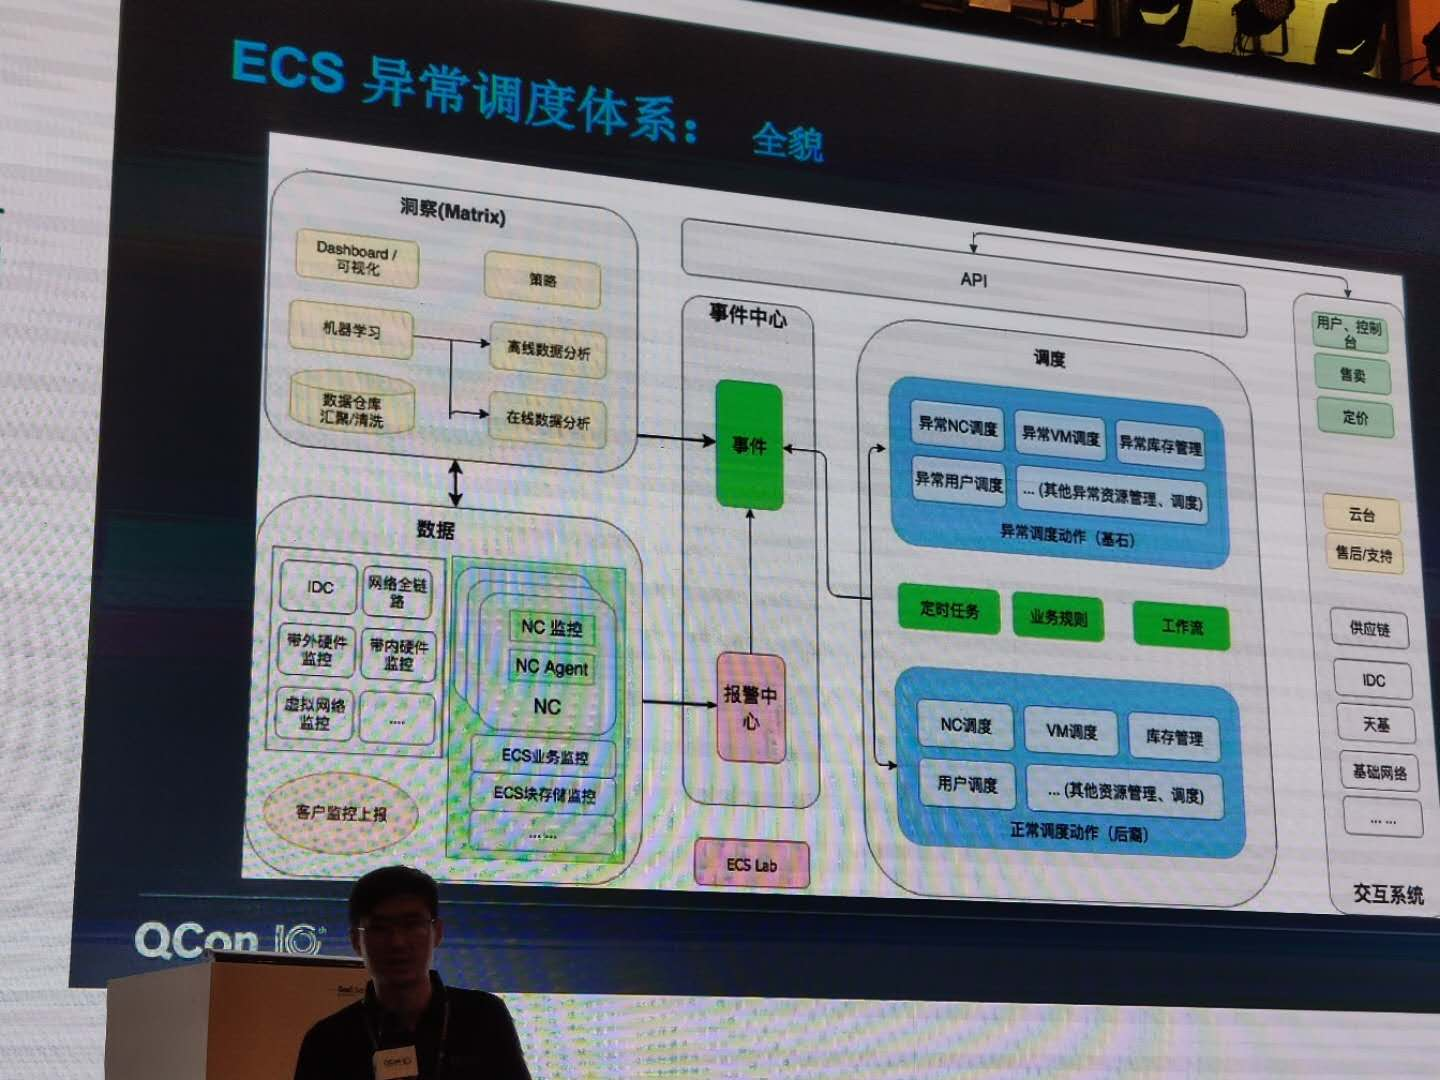 ECS 异常调度体系： 全貌
洞察(Matrix)
Dashboard /
可视化
策略
机器学习
离线数据分析
数据仓库
汇聚/清洗
在线数据分析
数据
IDC
网络全链
路
带外硬件
监控
带内硬件
监控
虚拟网络
监控
....
NC 监控
NC Agent
NC
ECS业务监控
ECS块存储监控
... ...
客户监控上报
API
事件中心
事件
报警中
心
ECS Lab
调度
异常NC调度
异常VM调度
异常库存管理
异常用户调度
... (其他异常资源管理、调度)
异常调度动作（基石）
定时任务
业务规则
工作流
NC调度
VM调度
库存管理
用户调度
... (其他资源管理、调度)
正常调度动作（后裔）
用户、控制
台
售卖
定价
云台
售后/支持
供应链
IDC
天基
基础网络
... ...
交互系统
QCon 10th